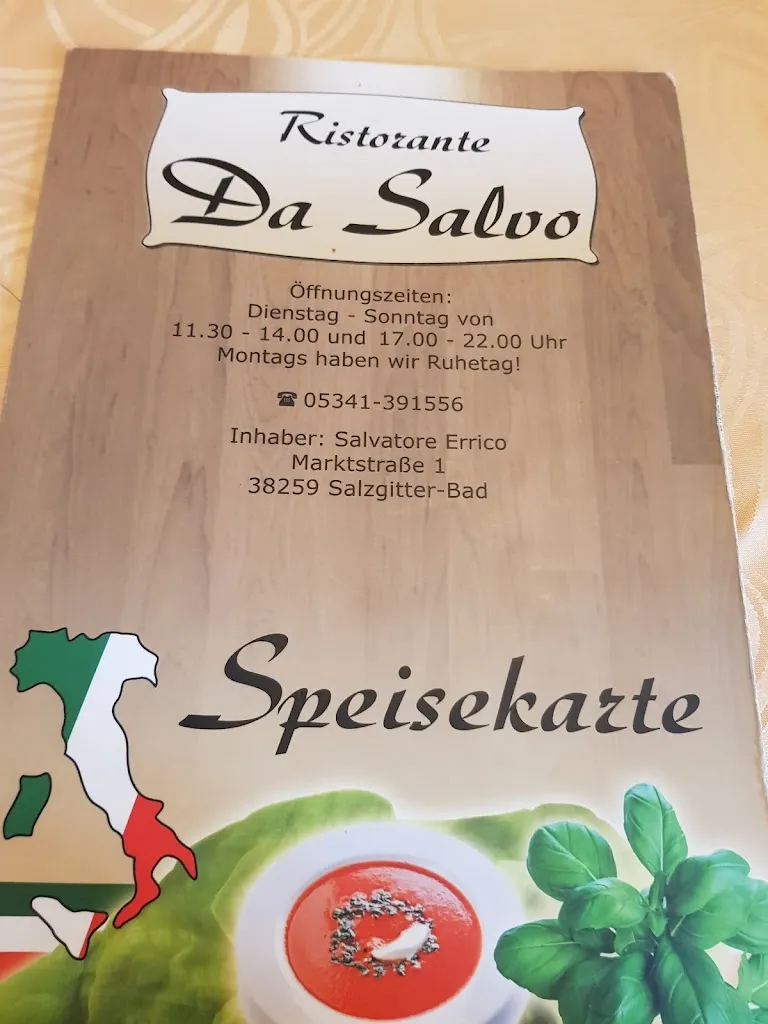 Ristorante
Da Salvo
Öffnungszeiten:
Dienstag - Sonntag von
11.30 - 14.00 und 17.00 - 22.00 Uhr
Montags haben wir Ruhetag!
☎ 05341-391556
Inhaber: Salvatore Errico
Marktstraße 1
38259 Salzgitter-Bad
Speisekarte